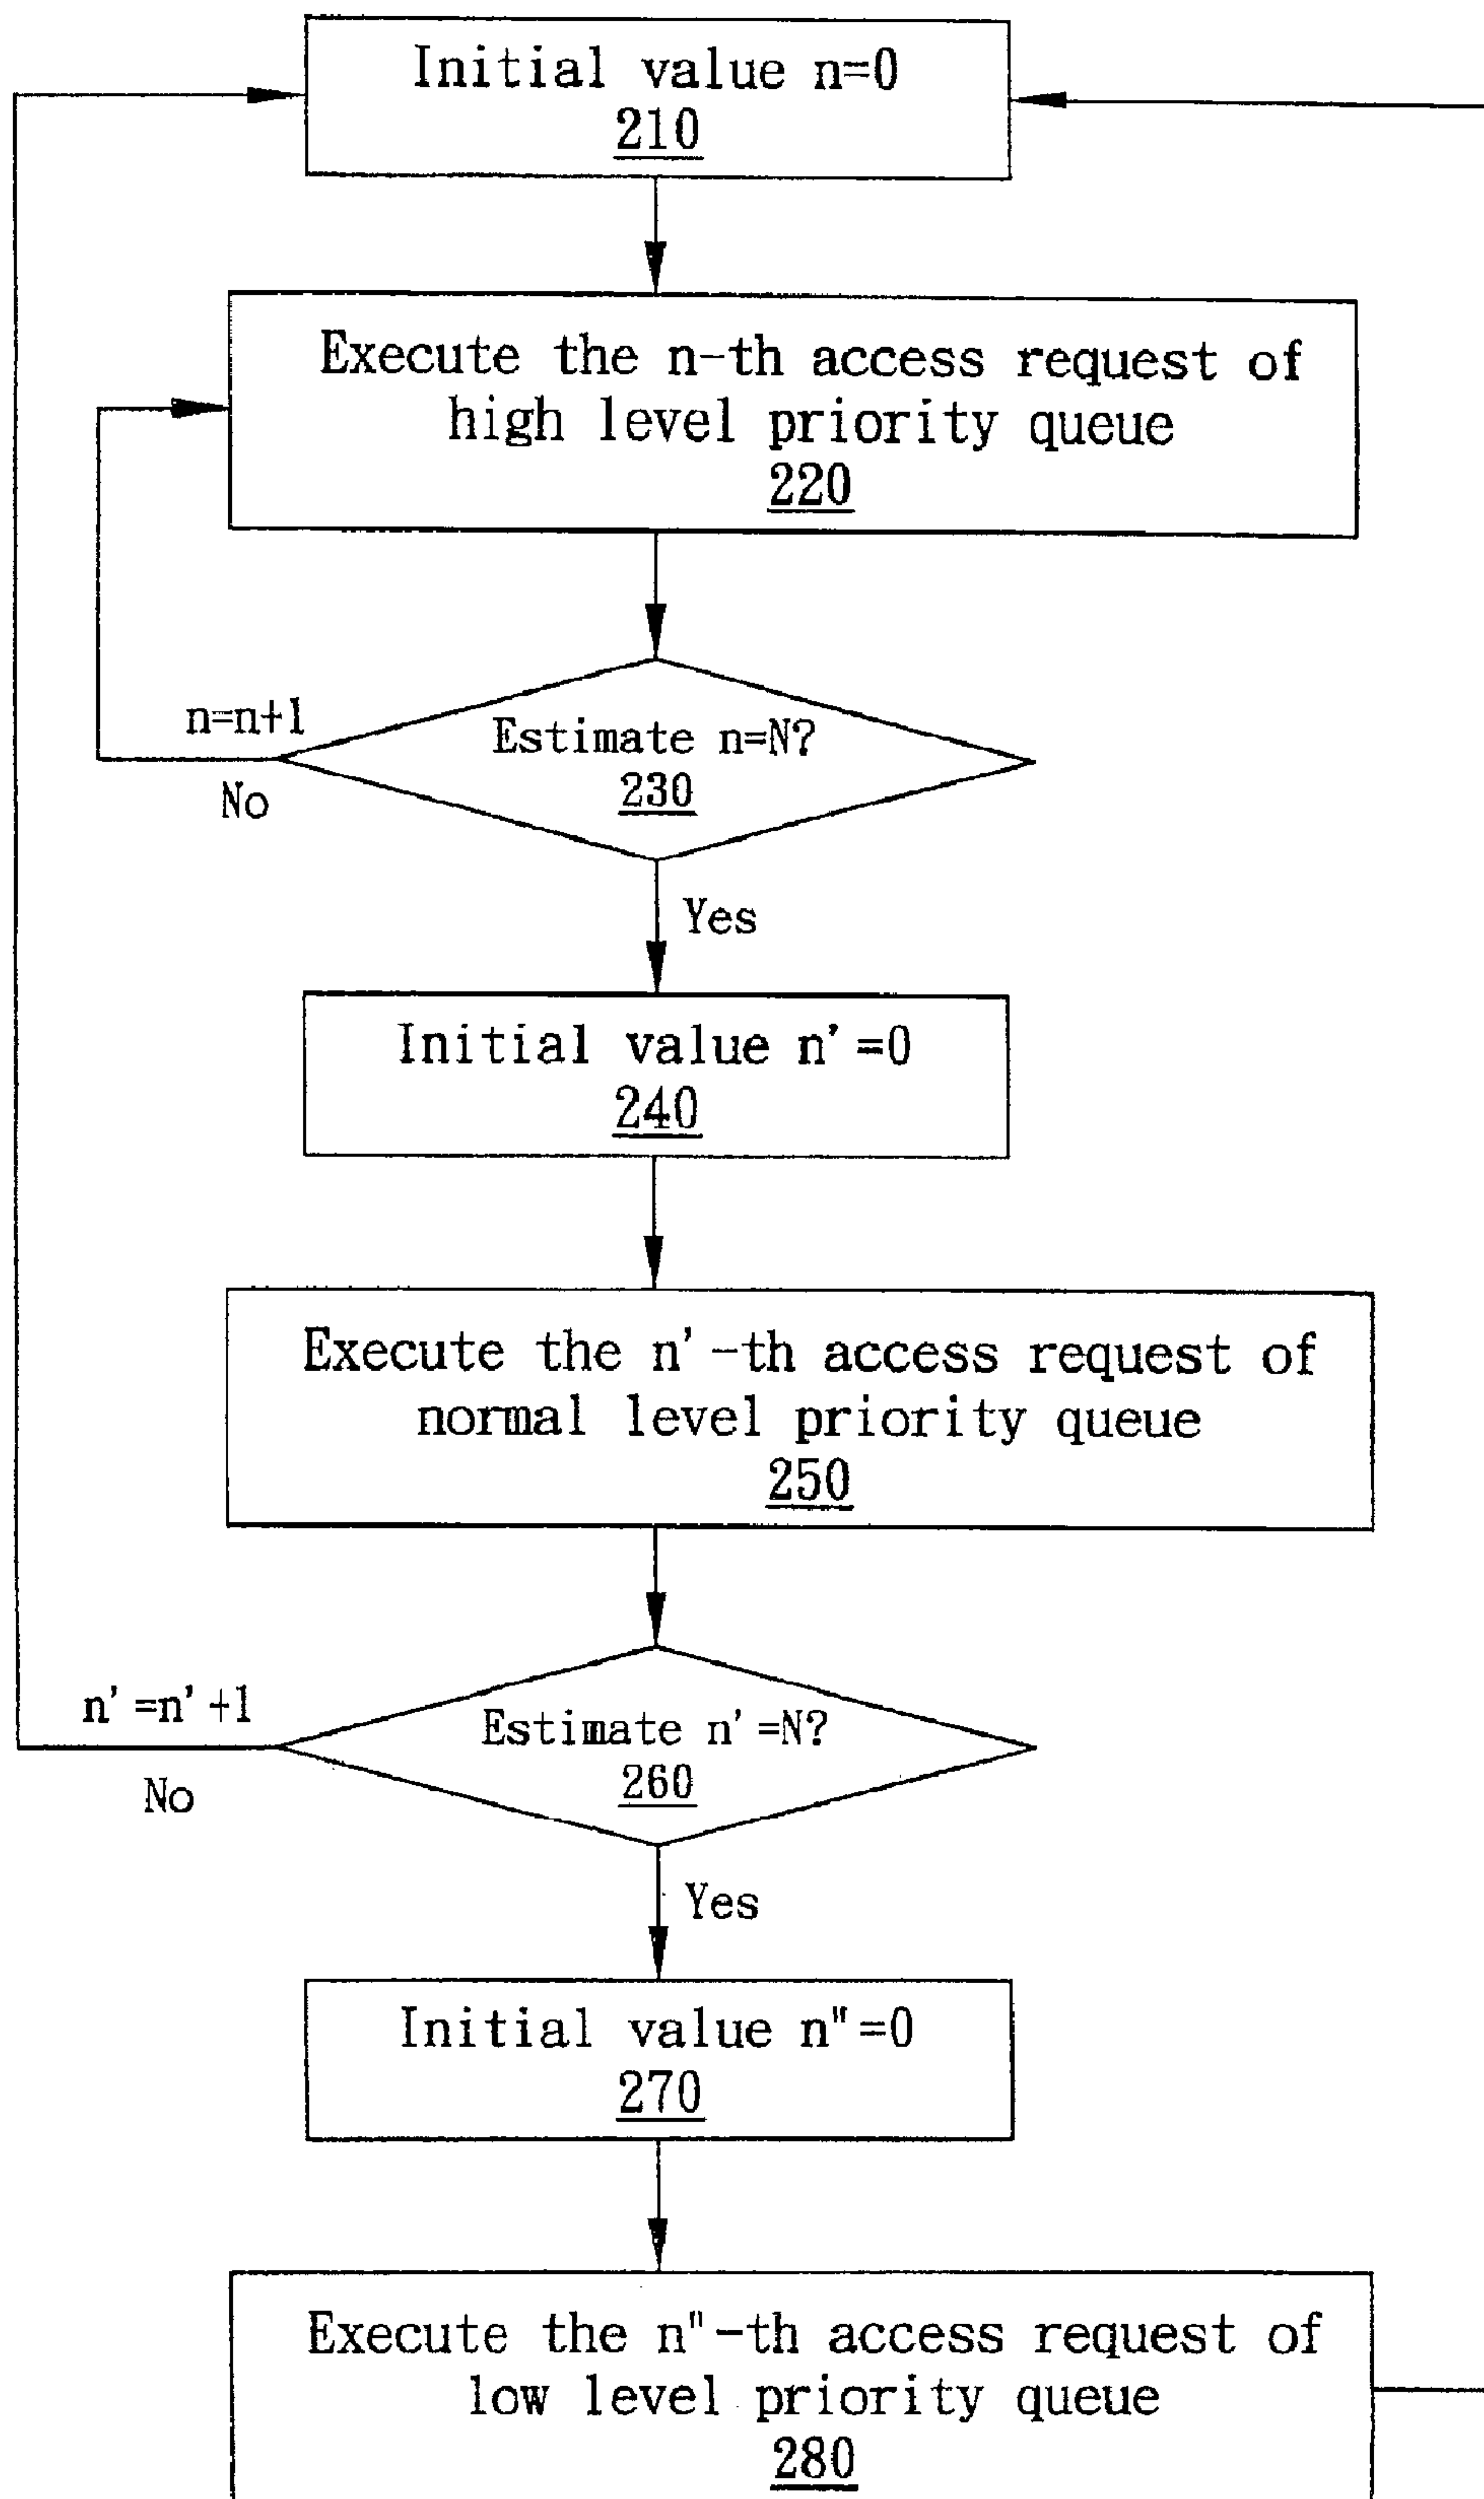 Initial value n=0
210
Execute the n-th access request of
high level priority queue
220
n=n+1
Estimate n=N?
230
No
Yes
Initial value n'=0
240
Execute the n'-th access request of
normal level priority queue
250
n'=n'+1
Estimate n'=N?
260
No
Yes
Initial value n"=0
270
Execute the n"-th access request of
low level priority queue
280